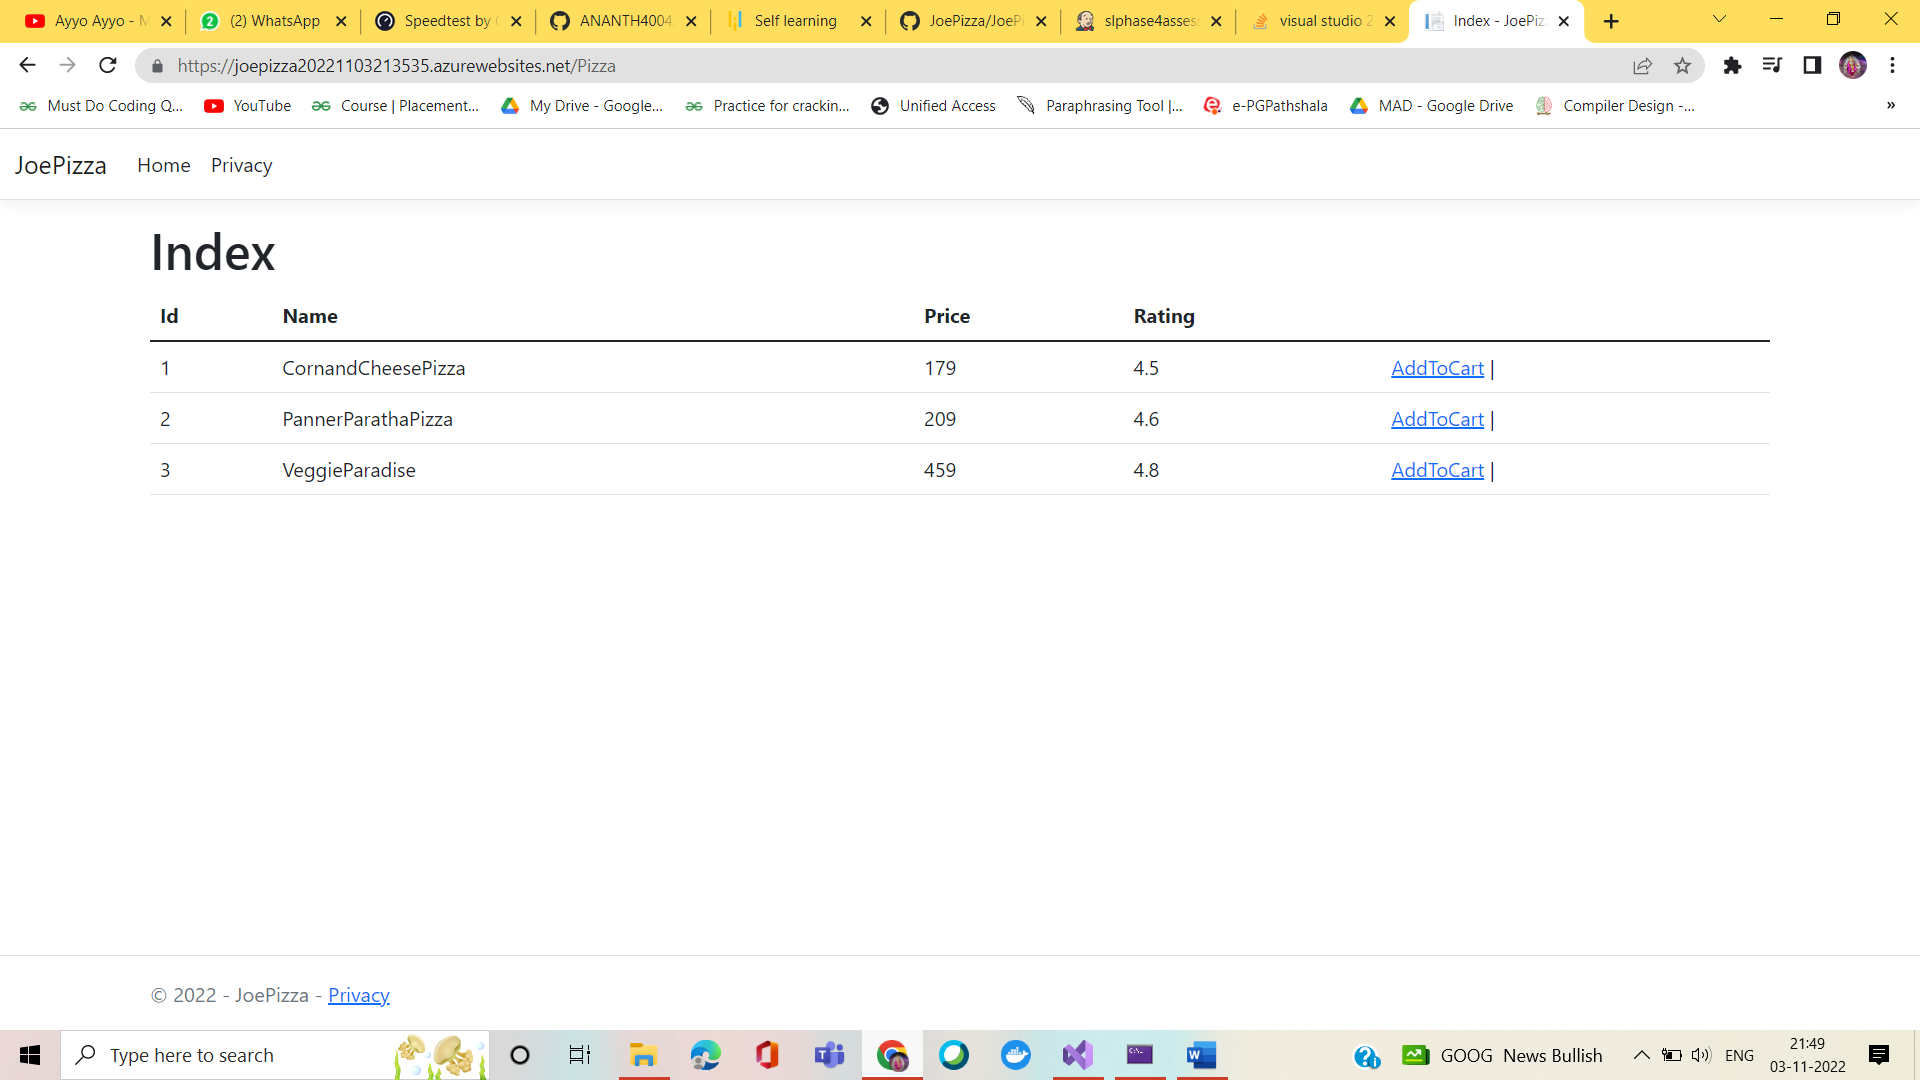 Ayyo Ayyo - M (2) WhatsApp Speedtest by ANANTH4004 Self learning JoePizza/JoePi slphase4assess visual studio 2 Index - JoePiz
https://joepizza20221103213535.azurewebsites.net/Pizza
Must Do Coding Q... YouTube Course | Placement... My Drive - Google... Practice for crackin... Unified Access Paraphrasing Tool |... e-PGPathshala MAD - Google Drive Compiler Design -... »
JoePizza Home Privacy
Index
Id Name Price Rating
1 CornandCheesePizza 179 4.5 AddToCart |
2 PannerParathaPizza 209 4.6 AddToCart |
3 VeggieParadise 459 4.8 AddToCart |
© 2022 - JoePizza - Privacy
Type here to search GOOG News Bullish ENG 21:49
03-11-2022